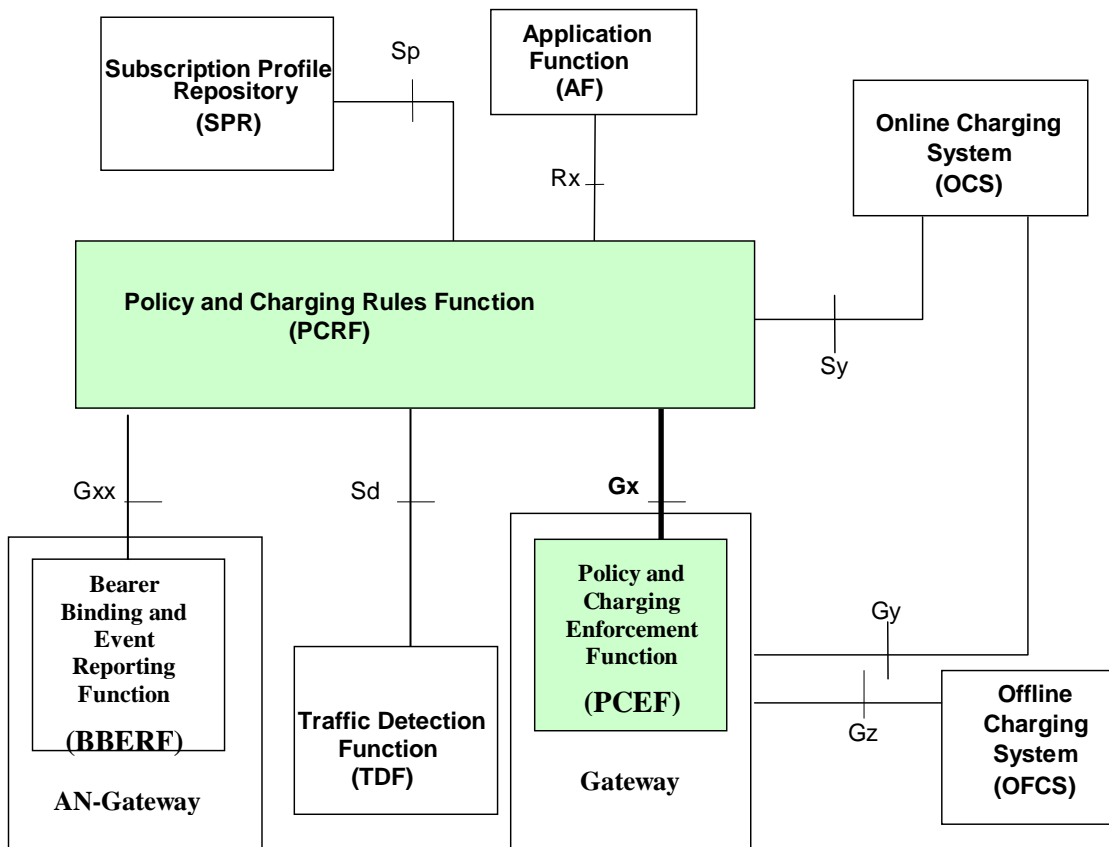 Sp
Subscription Profile
Repository
(SPR)
Application
Function
(AF)
Online Charging
System
(OCS)
Rx
Policy and Charging Rules Function
(PCRF)
Sy
Gxx
Sd
Gx
Bearer
Binding and
Event
Reporting
Function
(BBERF)
AN-Gateway
Traffic Detection
Function
(TDF)
Policy and
Charging
Enforcement
Function
(PCEF)
Gateway
Gy
Gz
Offline
Charging
System
(OFCS)